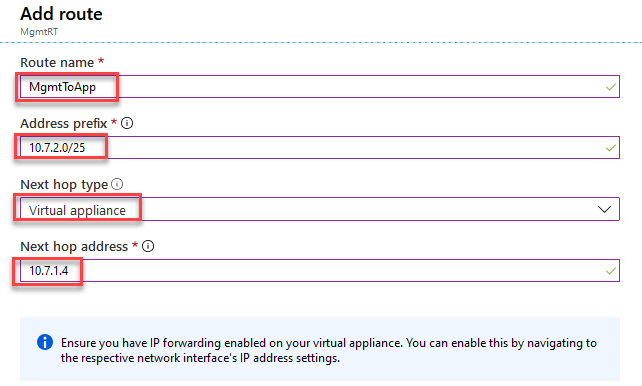 Add route
MgmtRT
Route name *
MgmtToApp
Address prefix *
10.7.2.0/25
Next hop type
Virtual appliance
Next hop address *
10.7.1.4
Ensure you have IP forwarding enabled on your virtual appliance. You can enable this by navigating to
the respective network interface's IP address settings.